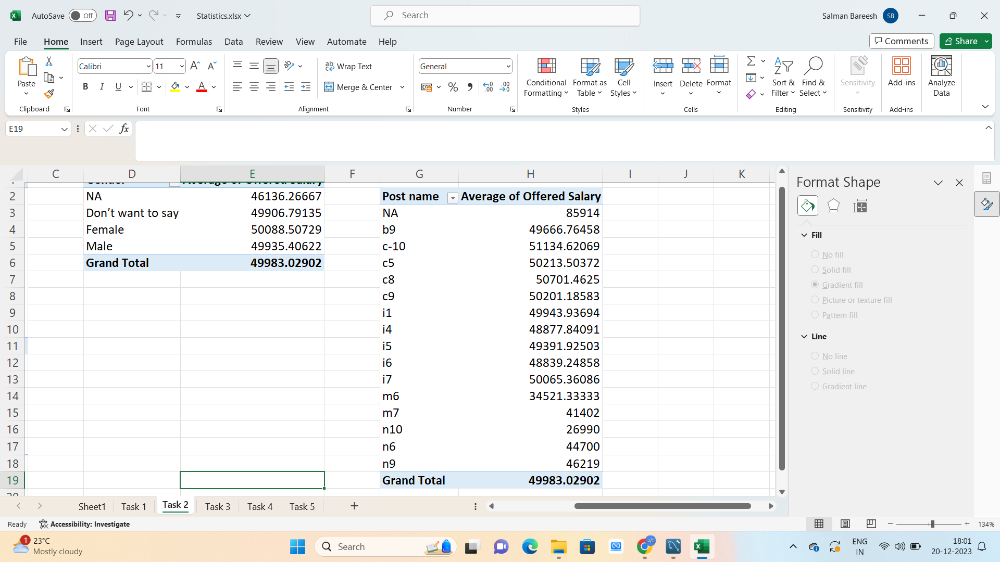 AutoSave Off Statistics.xlsx Search Salman Bareesh SB
File Home Insert Page Layout Formulas Data Review View Automate Help Comments Share
Paste
Clipboard
Calibri 11
B I U A
Font
Wrap Text
Merge & Center
Alignment
General
% , .00
Number
Conditional Formatting Format as Table Cell Styles
Styles
Insert Delete Format
Cells
Sort & Filter Find & Select
Editing
Sensitivity
Sensitivity
Add-ins
Add-ins
Analyze Data
E19 fx
C D E F G H I J K
Gender Average of Offered Salary
2 NA 46136.26667 Post name Average of Offered Salary
3 Don’t want to say 49906.79135 NA 85914
4 Female 50088.50729 b9 49666.76458
5 Male 49935.40622 c-10 51134.62069
6 Grand Total 49983.02902 c5 50213.50372
7 c8 50701.4625
8 c9 50201.18583
9 i1 49943.93694
10 i4 48877.84091
11 i5 49391.92503
12 i6 48839.24858
13 i7 50065.36086
14 m6 34521.33333
15 m7 41402
16 n10 26990
17 n6 44700
18 n9 46219
19 Grand Total 49983.02902
20
Format Shape
Fill
No fill
Solid fill
Gradient fill
Picture or texture fill
Pattern fill
Line
No line
Solid line
Gradient line
Sheet1 Task 1 Task 2 Task 3 Task 4 Task 5
Ready Accessibility: Investigate 134%
1 23°C
Mostly cloudy
Search
ENG
IN
18:01
20-12-2023